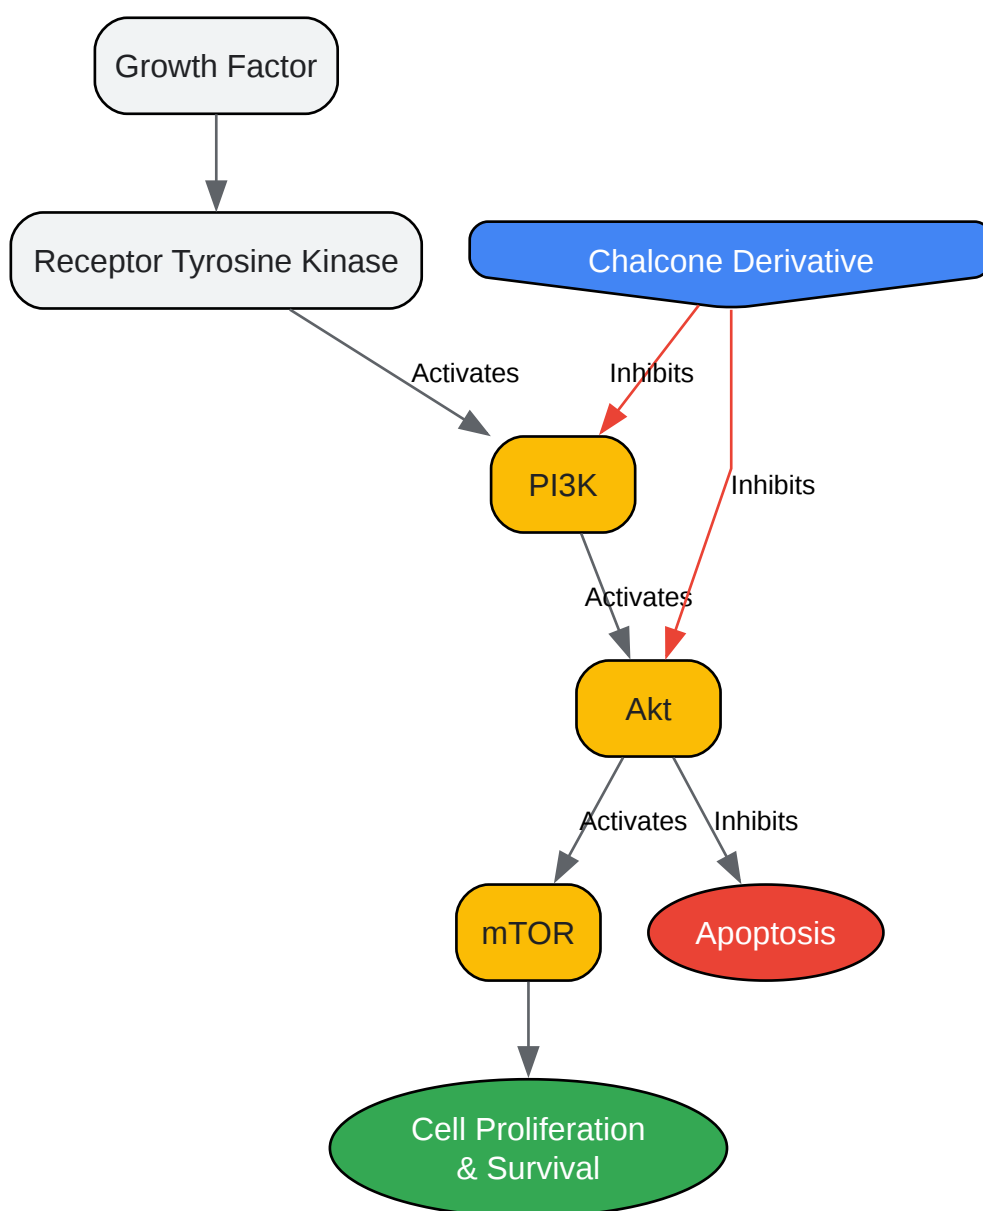 Growth Factor
Receptor Tyrosine Kinase
Chalcone Derivative
Activates
Inhibits
PI3K
Inhibits
Activates
Akt
Activates
Inhibits
mTOR
Apoptosis
Cell Proliferation
& Survival